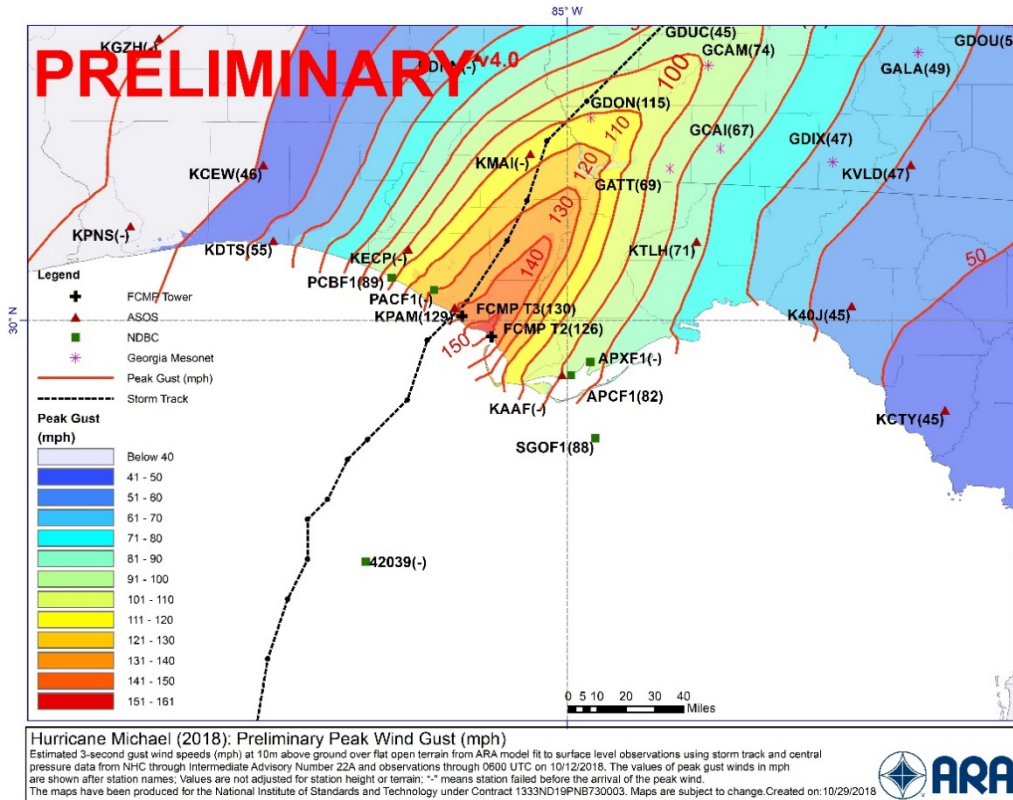 85° W
PRELIMINARY v4.0
KGZH(-)
GDUC(45)
GCAM(74)
GDOU(5
GALA(49)
100
GDON(115)
110
GCAI(67)
GDIX(47)
KMAI(-)
120
KCEW(46)
GATT(69)
KVLD(47)
130
KPNS(-)
KDTS(55)
KECP(-)
140
KTLH(71)
50
PCBF1(89)
PACF1(-)
KPAM(129)
FCMP T3(130)
K40J(45)
30° N
FCMP T2(126)
150
APXF1(-)
KAAF(-)
APCF1(82)
KCTY(45)
SGOF1(88)
42039(-)
Legend
FCMP Tower
ASOS
NDBC
Georgia Mesonet
Peak Gust (mph)
Storm Track
Peak Gust
(mph)
Below 40
41 - 50
51 - 60
61 - 70
71 - 80
81 - 90
91 - 100
101 - 110
111 - 120
121 - 130
131 - 140
141 - 150
151 - 161
0 5 10 20 30 40
Miles
Hurricane Michael (2018): Preliminary Peak Wind Gust (mph)
Estimated 3-second gust wind speeds (mph) at 10m above ground over flat open terrain from ARA model fit to surface level observations using storm track and central
pressure data from NHC through Intermediate Advisory Number 22A and observations through 0600 UTC on 10/12/2018. The values of peak gust winds in mph
are shown after station names; Values are not adjusted for station height or terrain; "-" means station failed before the arrival of the peak wind.
The maps have been produced for the National Institute of Standards and Technology under Contract 1333ND19PNB730003. Maps are subject to change.Created on:10/29/2018
ARA